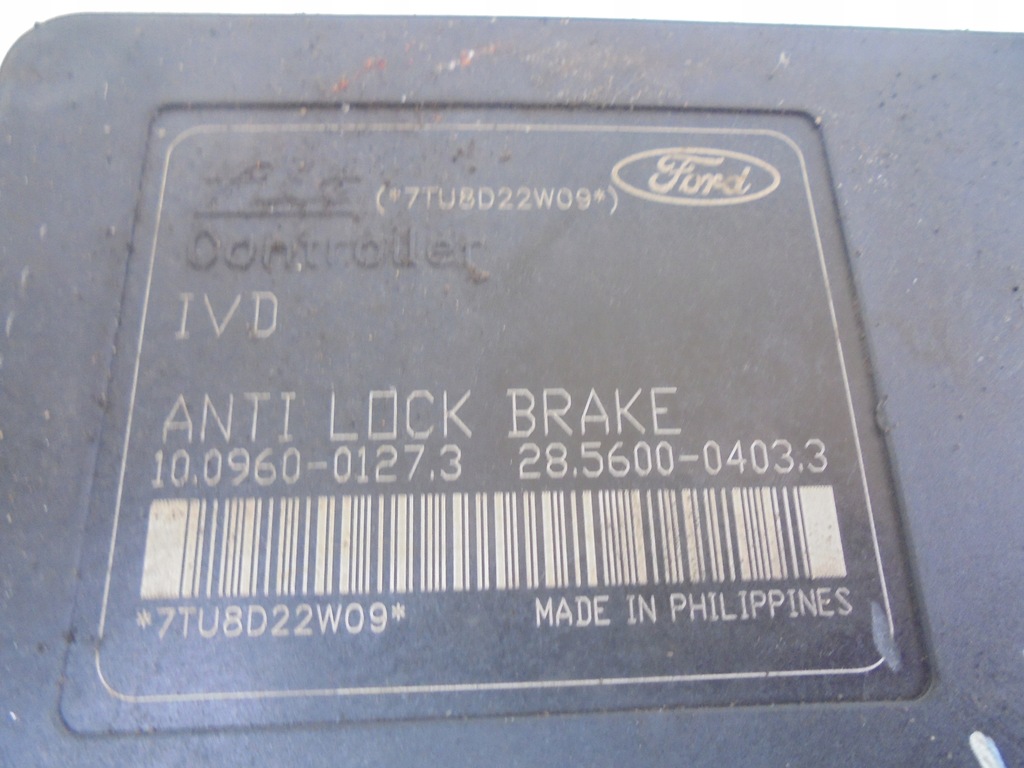 (*7TU8D22W09*) Ford
Controller
IVD
ANTI LOCK BRAKE
10.0960-0127.3 28.5600-0403.3
*7TU8D22W09* MADE IN PHILIPPINES